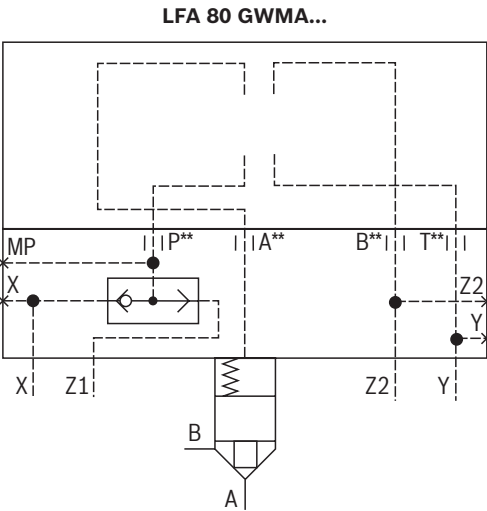 LFA 80 GWMA...
P** A** B** T**
MP
X Z2
Y
X Z1 Z2 Y
B
A